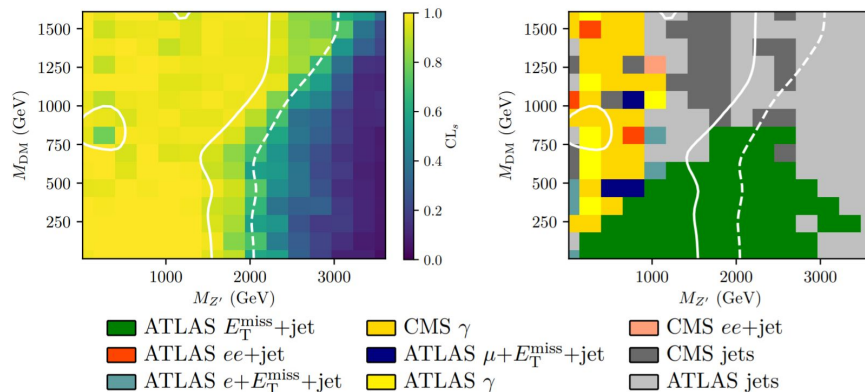 1500
1250
1000
750
500
250
M_DM (GeV)
1000 2000 3000
M_Z′ (GeV)
1.0
0.8
0.6
0.4
0.2
0.0
CL_s
1500
1250
1000
750
500
250
M_DM (GeV)
0 1000 2000 3000
M_Z′ (GeV)
ATLAS E_T^miss+jet
CMS γ
CMS ee+jet
ATLAS ee+jet
ATLAS μ+E_T^miss+jet
CMS jets
ATLAS e+E_T^miss+jet
ATLAS γ
ATLAS jets